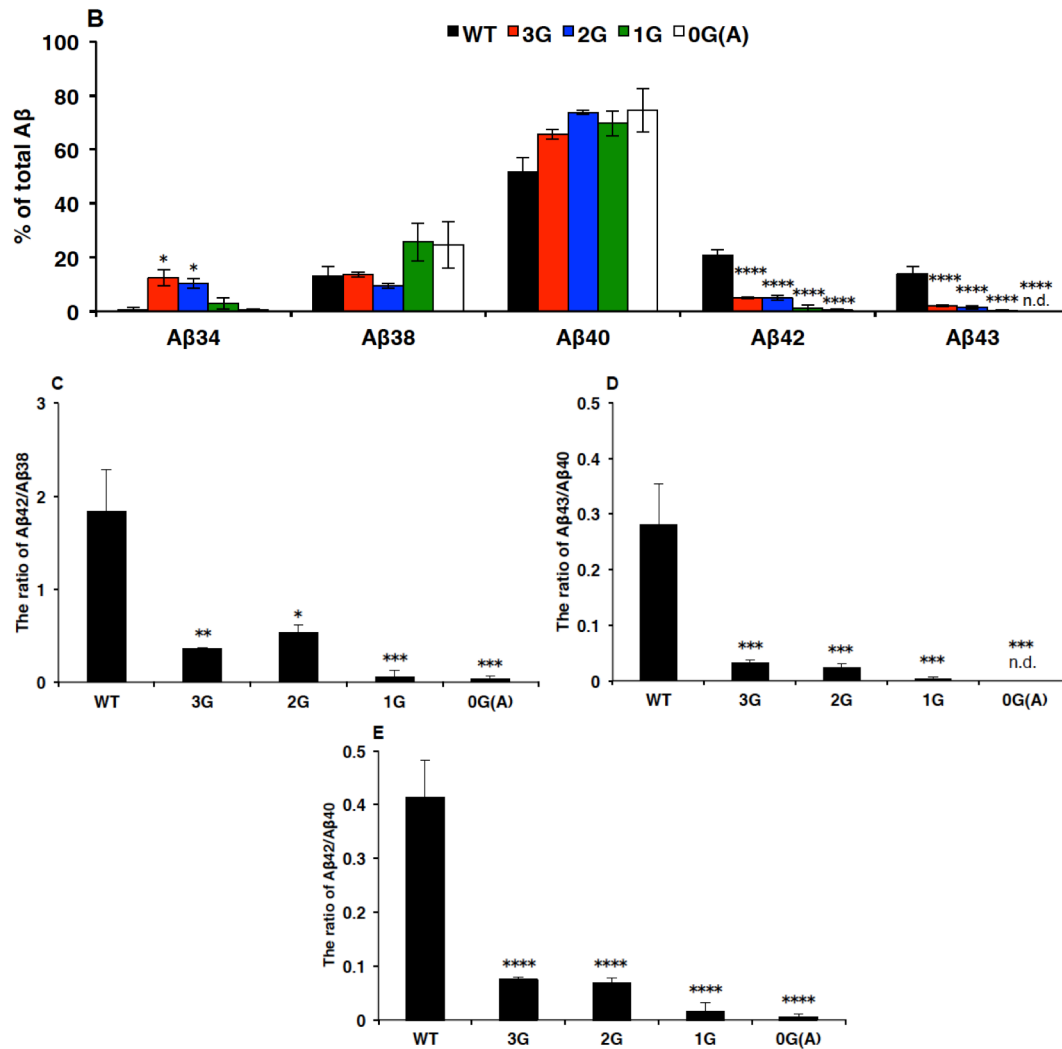 B
WT 3G 2G 1G 0G(A)
100
80
60
40
20
0
% of total Aβ
* * **** **** **** **** **** **** **** ****
n.d.
Aβ34 Aβ38 Aβ40 Aβ42 Aβ43
C
3
2
1
0
The ratio of Aβ42/Aβ38
** * *** ***
WT 3G 2G 1G 0G(A)
D
0.5
0.4
0.3
0.2
0.1
0
The ratio of Aβ43/Aβ40
*** *** *** ***
n.d.
WT 3G 2G 1G 0G(A)
E
0.5
0.4
0.3
0.2
0.1
0
The ratio of Aβ42/Aβ40
**** **** **** ****
WT 3G 2G 1G 0G(A)